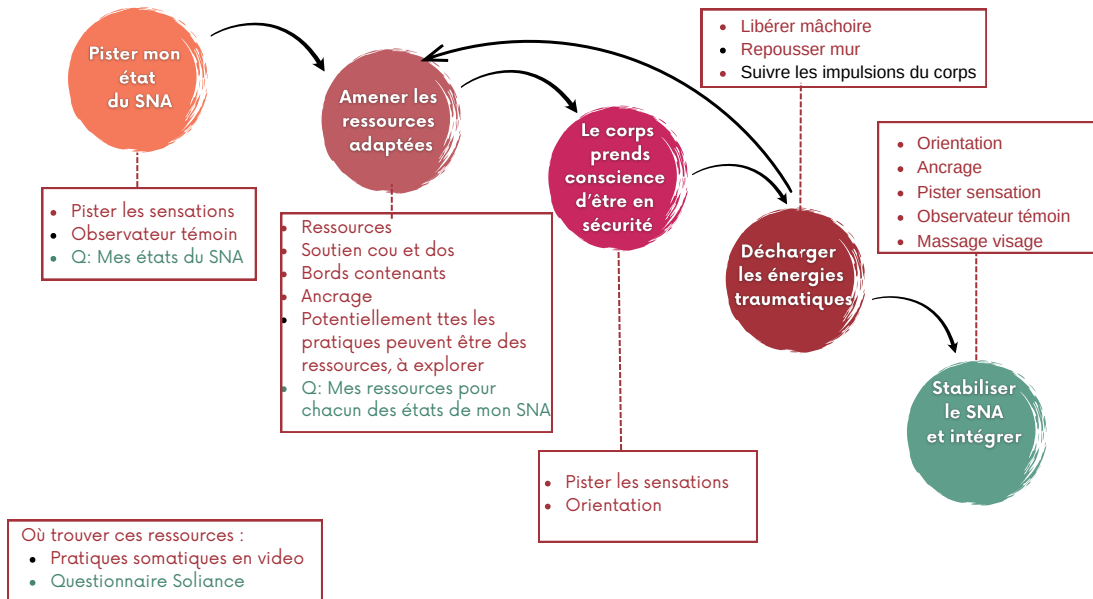 Pister mon
état
du SNA
Pister les sensations
Observateur témoin
Q: Mes états du SNA
Amener les
ressources
adaptées
Ressources
Soutien cou et dos
Bords contenants
Ancrage
Potentiellement ttes les
pratiques peuvent être des
ressources, à explorer
Q: Mes ressources pour
chacun des états de mon SNA
Le corps
prends
conscience
d'être en
sécurité
Pister les sensations
Orientation
Libérer mâchoire
Repousser mur
Suivre les impulsions du corps
Décharger
les énergies
traumatiques
Orientation
Ancrage
Pister sensation
Observateur témoin
Massage visage
Stabiliser
le SNA
et intégrer
Où trouver ces ressources :
Pratiques somatiques en video
Questionnaire Soliance